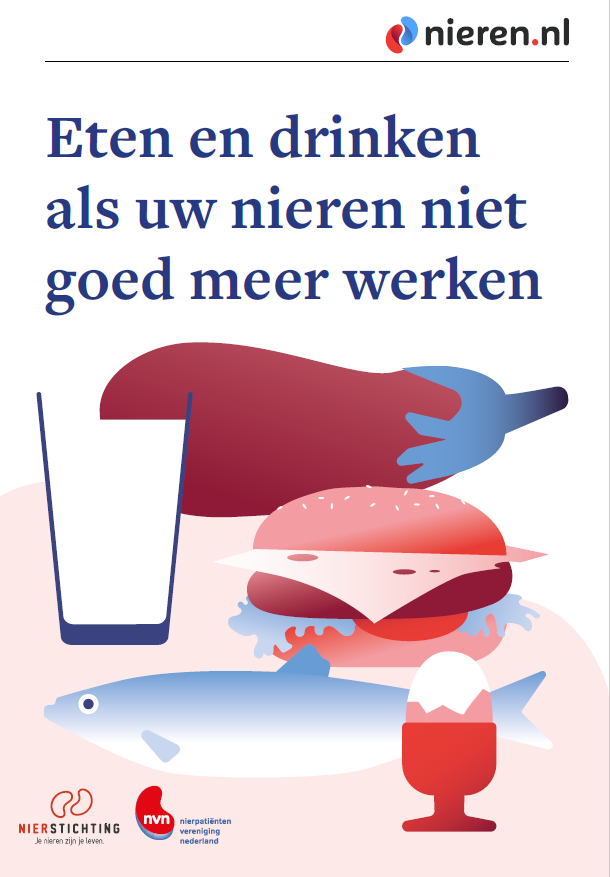 nieren.nl
Eten en drinken
als uw nieren niet
goed meer werken
NIERSTICHTING
Je nieren zijn je leven.
nvn
nierpatiënten
vereniging
nederland